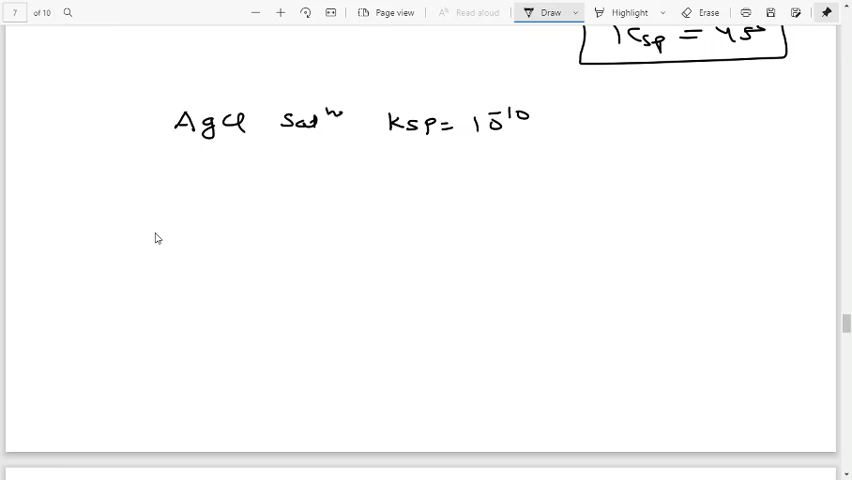 7 of 10 Page view Read aloud Draw Highlight Erase
Ksp = 4s³
AgCl satⁿ Ksp = 10⁻¹⁰